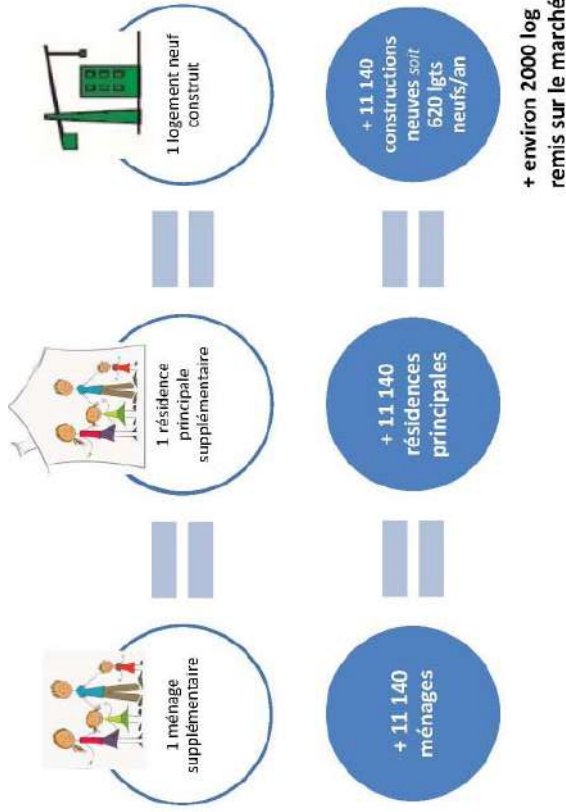 1 ménage
supplémentaire
1 résidence
principale
supplémentaire
1 logement neuf
construit
+ 11 140
ménages
+ 11 140
résidences
principales
+ 11 140
constructions
neuves soit
620 lgts
neufs/an
+ environ 2000 log
remis sur le marché